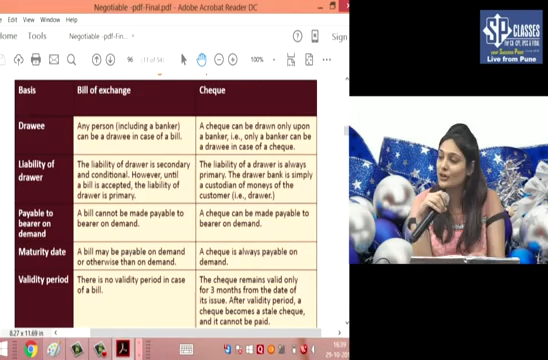 Negotiable -pdf-Final.pdf - Adobe Acrobat Reader DC
Edit View Window Help
Tools
Negotiable -pdf-Fin...
Sign
96
100%
Basis Bill of exchange Cheque
Drawee
Any person (including a banker)
can be a drawee in case of a bill.
A cheque can be drawn only upon
a banker, i.e., only a banker can be
a drawee in case of a cheque.
Liability of
drawer
The liability of drawer is secondary
and conditional. However, until
a bill is accepted, the liability of
drawer is primary.
The liability of a drawer is always
primary. The drawer bank is simply
a custodian of moneys of the
customer (i.e., drawer).
Payable to
bearer on
demand
A bill cannot be made payable to
bearer on demand.
A cheque can be made payable to
bearer on demand.
Maturity date
A bill may be payable on demand
or otherwise than on demand.
A cheque is always payable on
demand.
Validity period
There is no validity period in case
of a bill.
The cheque remains valid only
for 3 months from the date of
its issue. After validity period, a
cheque becomes a stale cheque,
and it cannot be paid.
8.27 x 11.69 in
16:39
CLASSES
FOR CA- CPT, IPCC & FINAL
Live from Pune